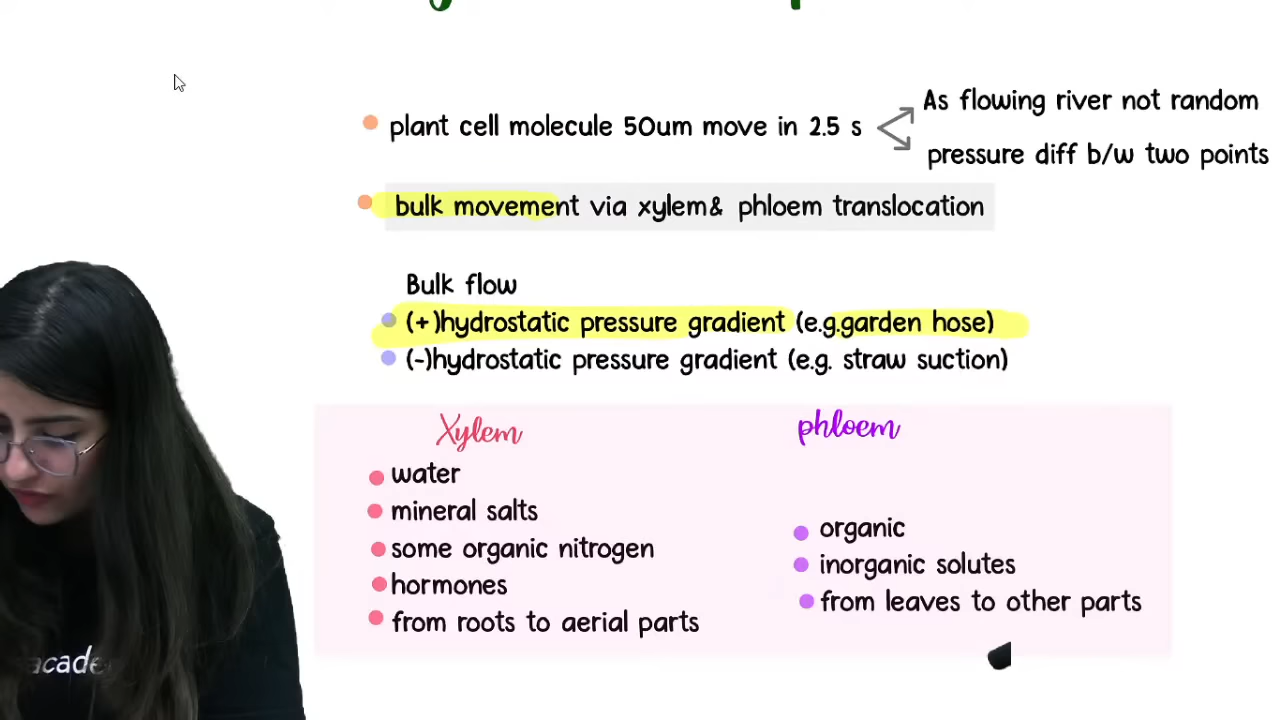 As flowing river not random
plant cell molecule 50um move in 2.5 s
pressure diff b/w two points
bulk movement via xylem& phloem translocation
Bulk flow
(+)hydrostatic pressure gradient (e.g.garden hose)
(-)hydrostatic pressure gradient (e.g. straw suction)
Xylem
water
mineral salts
some organic nitrogen
hormones
from roots to aerial parts
phloem
organic
inorganic solutes
from leaves to other parts
acade